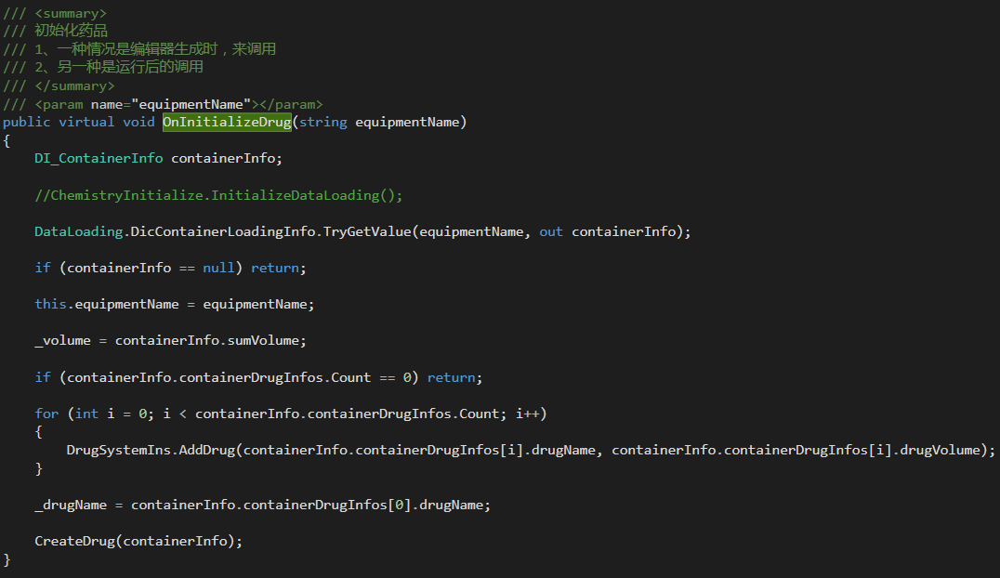 /// <summary>
/// 初始化药品
/// 1、一种情况是编辑器生成时，来调用
/// 2、另一种是运行后的调用
/// </summary>
/// <param name="equipmentName"></param>
public virtual void OnInitializeDrug(string equipmentName)
{
DI_ContainerInfo containerInfo;
//ChemistryInitialize.InitializeDataLoading();
DataLoading.DicContainerLoadingInfo.TryGetValue(equipmentName, out containerInfo);
if (containerInfo == null) return;
this.equipmentName = equipmentName;
_volume = containerInfo.sumVolume;
if (containerInfo.containerDrugInfos.Count == 0) return;
for (int i = 0; i < containerInfo.containerDrugInfos.Count; i++)
{
DrugSystemIns.AddDrug(containerInfo.containerDrugInfos[i].drugName, containerInfo.containerDrugInfos[i].drugVolume);
}
_drugName = containerInfo.containerDrugInfos[0].drugName;
CreateDrug(containerInfo);
}